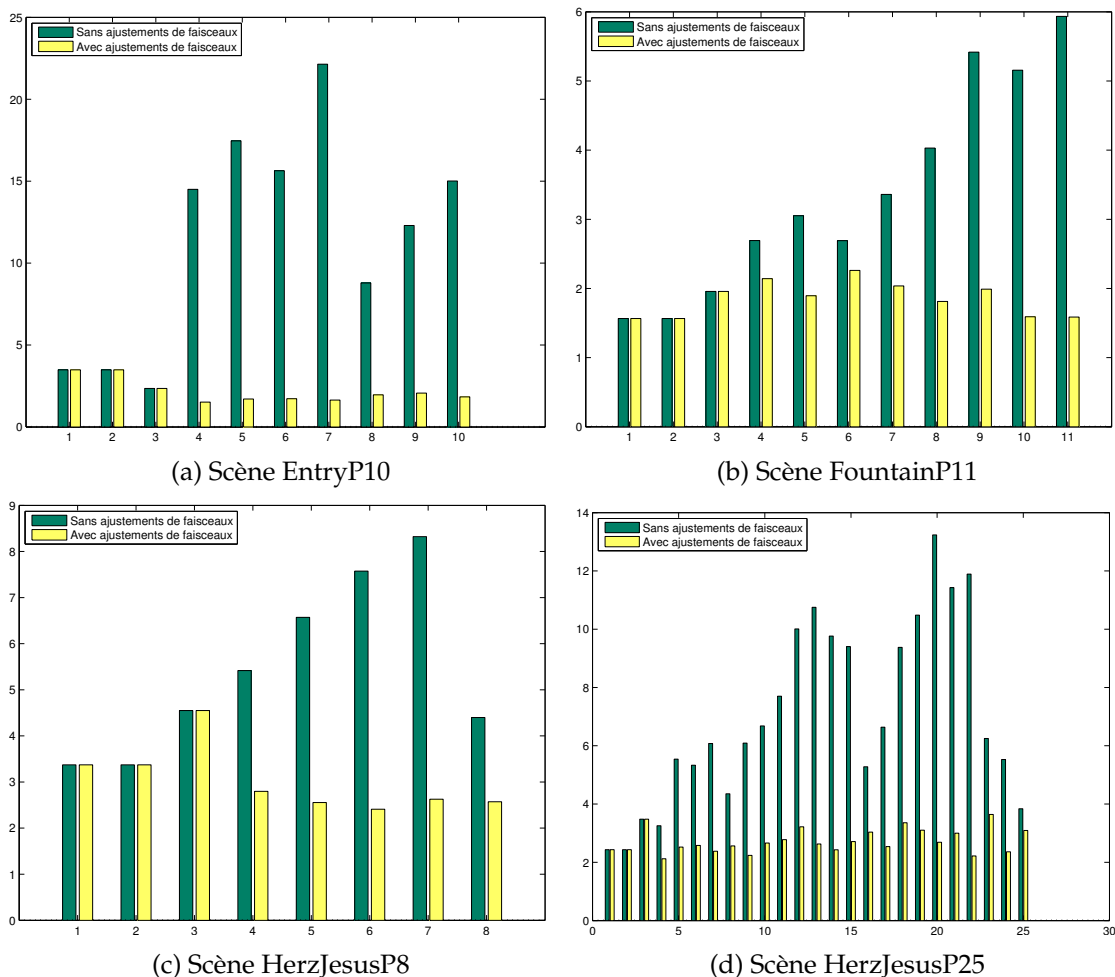 Sans ajustements de faisceaux
Avec ajustements de faisceaux
25
20
15
10
5
0
1 2 3 4 5 6 7 8 9 10
(a) Scène EntryP10
Sans ajustements de faisceaux
Avec ajustements de faisceaux
6
5
4
3
2
1
0
1 2 3 4 5 6 7 8 9 10 11
(b) Scène FountainP11
Sans ajustements de faisceaux
Avec ajustements de faisceaux
9
8
7
6
5
4
3
2
1
0
1 2 3 4 5 6 7 8
(c) Scène HerzJesusP8
Sans ajustements de faisceaux
Avec ajustements de faisceaux
14
12
10
8
6
4
2
0
0 5 10 15 20 25 30
(d) Scène HerzJesusP25